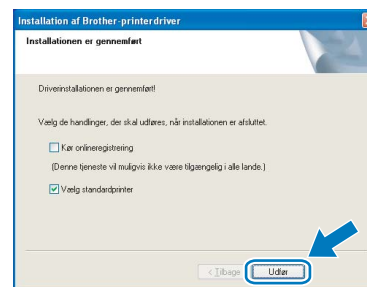 Installation af Brother-printerdriver
Installationen er gennemført
Driverinstallationen er gennemført!
Vælg de handlinger, der skal udføres, når installationen er afsluttet.
Kør onlineregistrering
(Denne tjeneste vil muligvis ikke være tilgængelig i alle lande.)
Vælg standardprinter
< Tilbage
Udfør